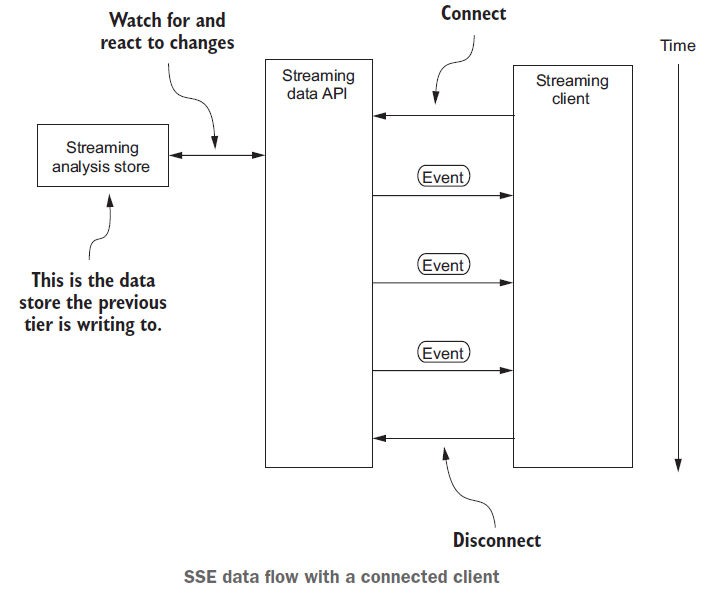 Watch for and
react to changes
Connect
Time
Streaming
data API
Streaming
client
Streaming
analysis store
Event
Event
Event
This is the data
store the previous
tier is writing to.
Disconnect
SSE data flow with a connected client